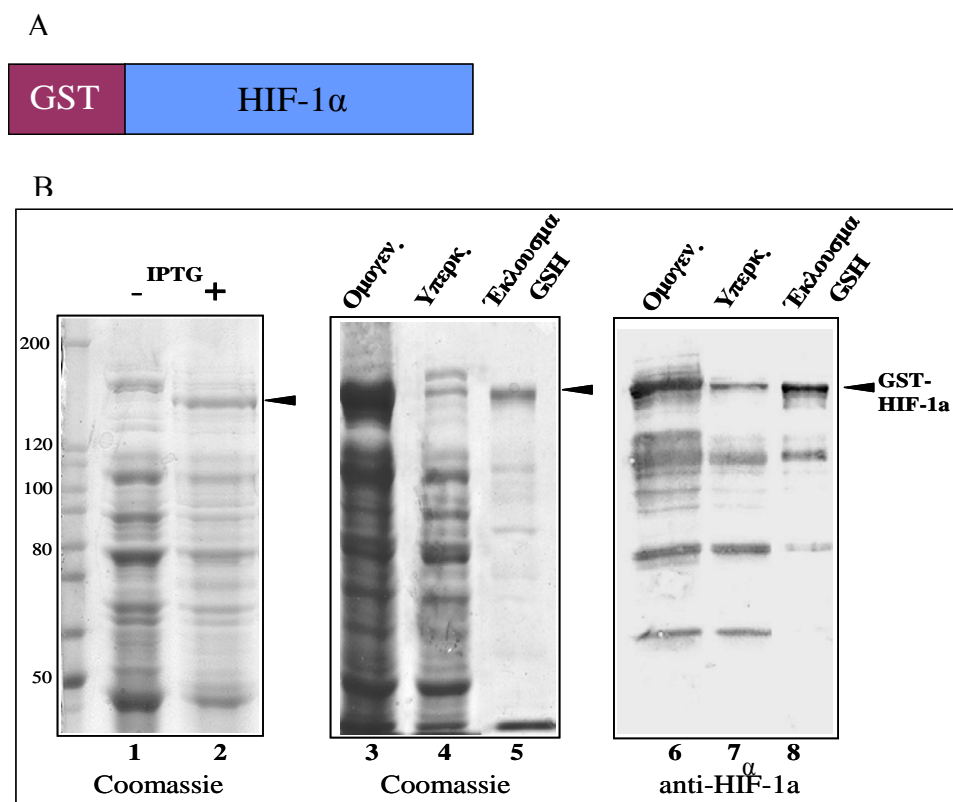 A
GST
HIF-1α
B
IPTG
- +
200
120
100
80
50
1 2
Coomassie
Ομογεν.
Υπερκ.
Έκλουσμα
GSH
3 4 5
Coomassie
Ομογεν.
Υπερκ.
Έκλουσμα
GSH
GST-
HIF-1a
6 7 8
α
anti-HIF-1a